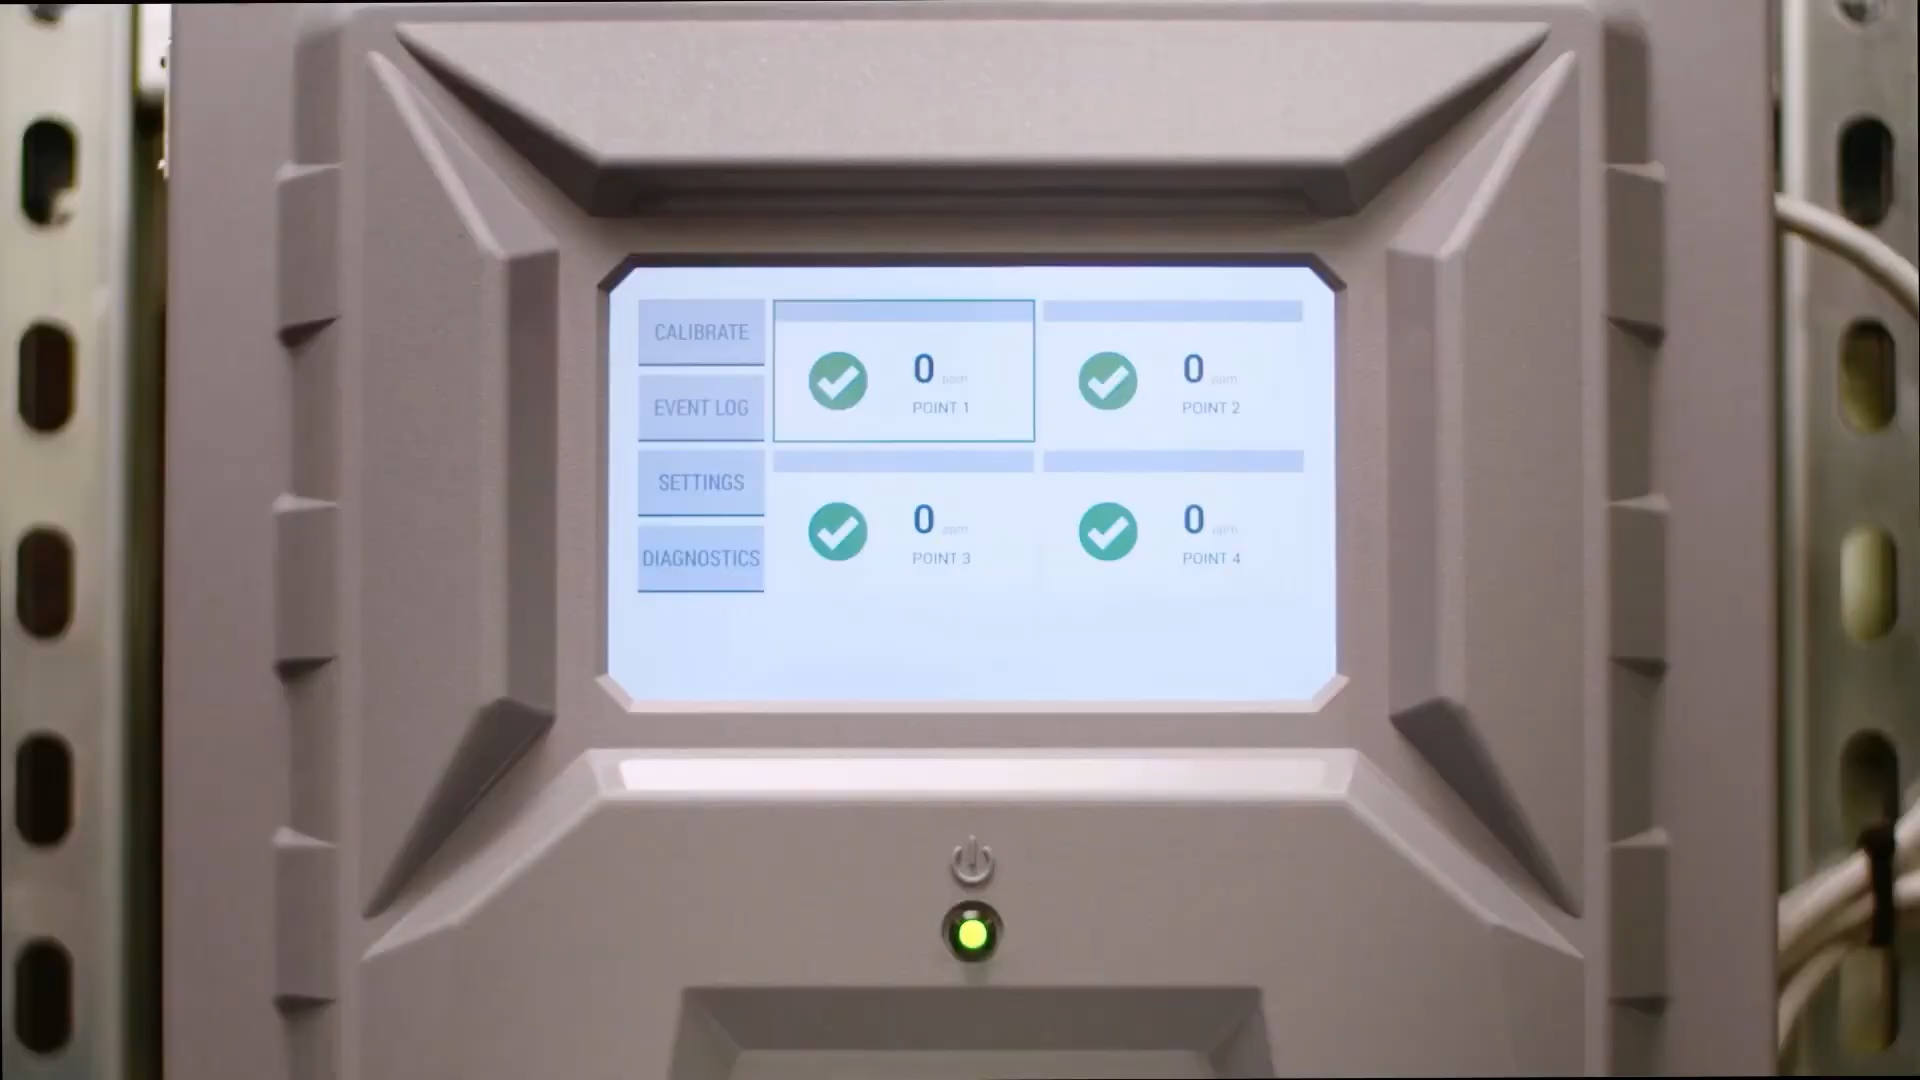 CALIBRATE
EVENT LOG
SETTINGS
DIAGNOSTICS
0 ppm
POINT 1
0 ppm
POINT 2
0 ppm
POINT 3
0 ppm
POINT 4